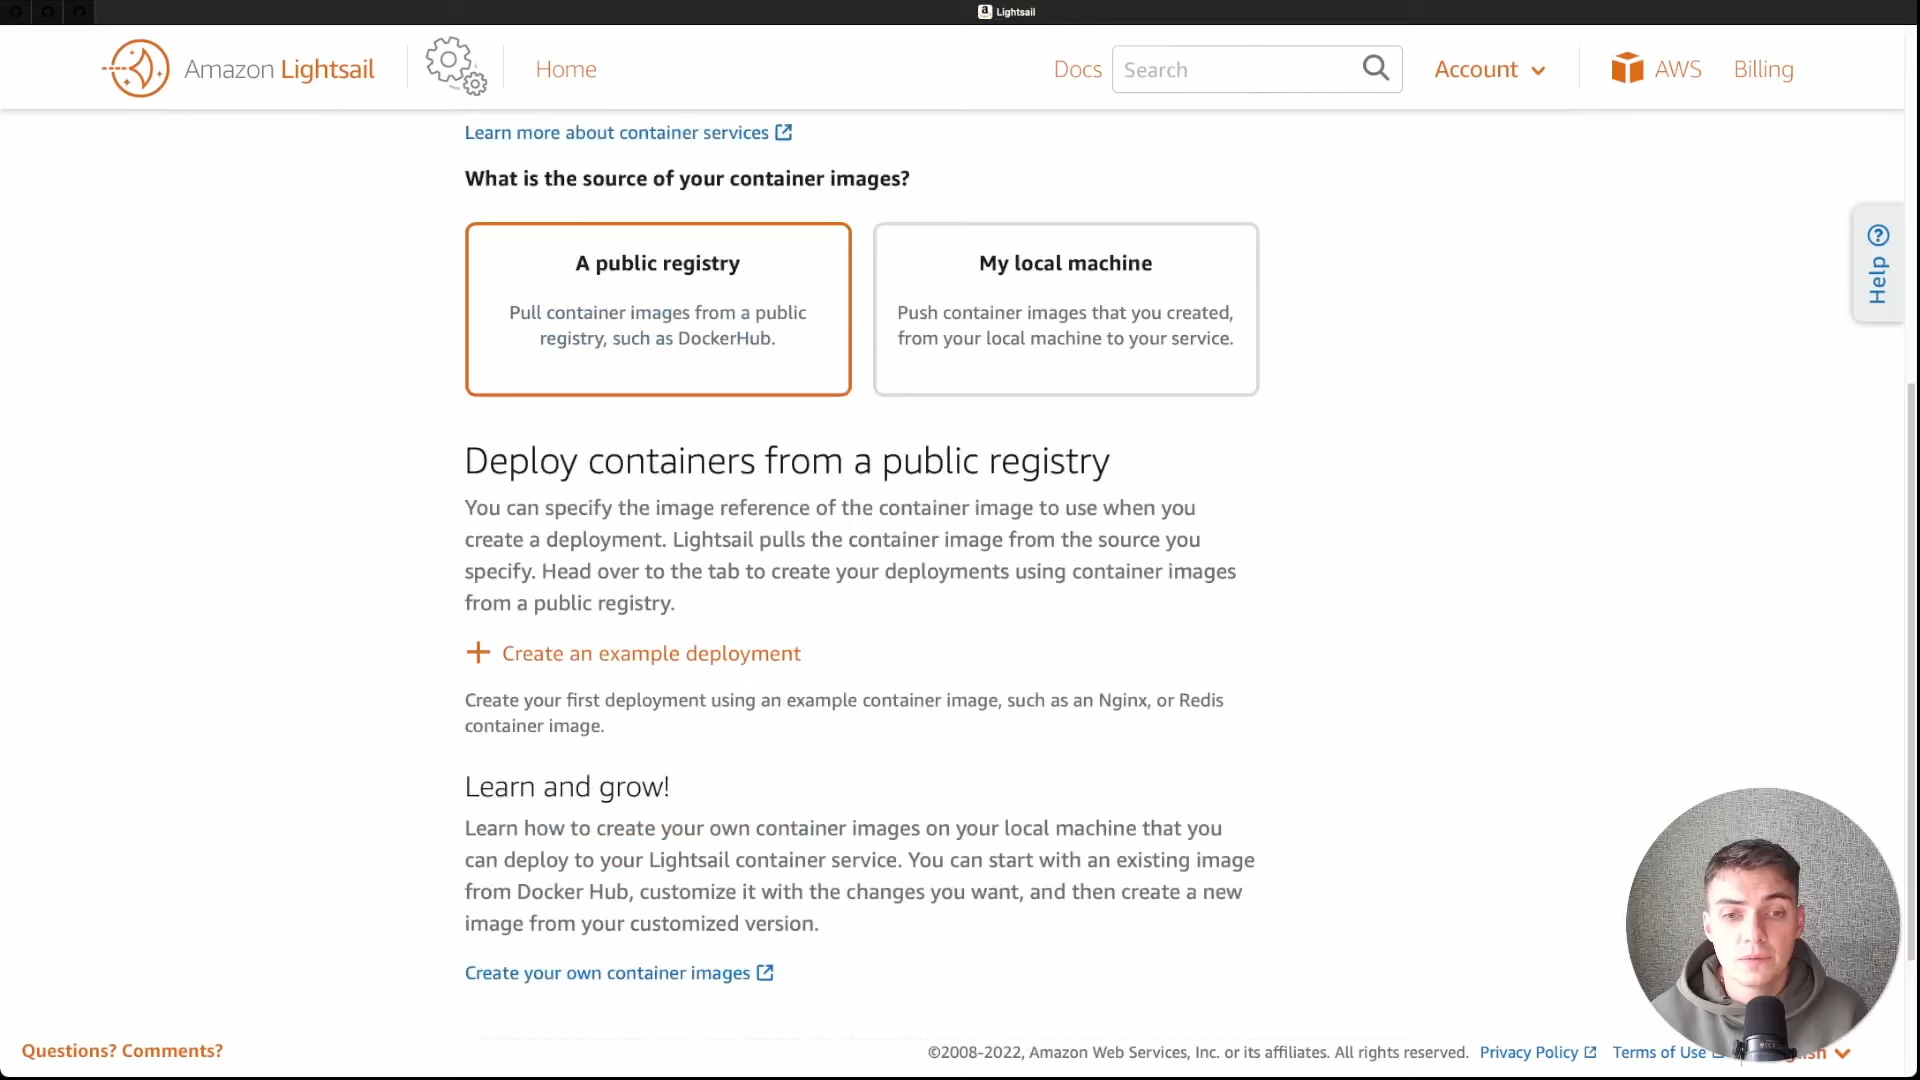 Lightsail
Amazon Lightsail
Home
Docs
Search
Account
AWS
Billing
Learn more about container services
What is the source of your container images?
A public registry
Pull container images from a public
registry, such as DockerHub.
My local machine
Push container images that you created,
from your local machine to your service.
Help
Deploy containers from a public registry
You can specify the image reference of the container image to use when you
create a deployment. Lightsail pulls the container image from the source you
specify. Head over to the tab to create your deployments using container images
from a public registry.
+ Create an example deployment
Create your first deployment using an example container image, such as an Nginx, or Redis
container image.
Learn and grow!
Learn how to create your own container images on your local machine that you
can deploy to your Lightsail container service. You can start with an existing image
from Docker Hub, customize it with the changes you want, and then create a new
image from your customized version.
Create your own container images
Questions? Comments?
©2008-2022, Amazon Web Services, Inc. or its affiliates. All rights reserved.
Privacy Policy
Terms of Use